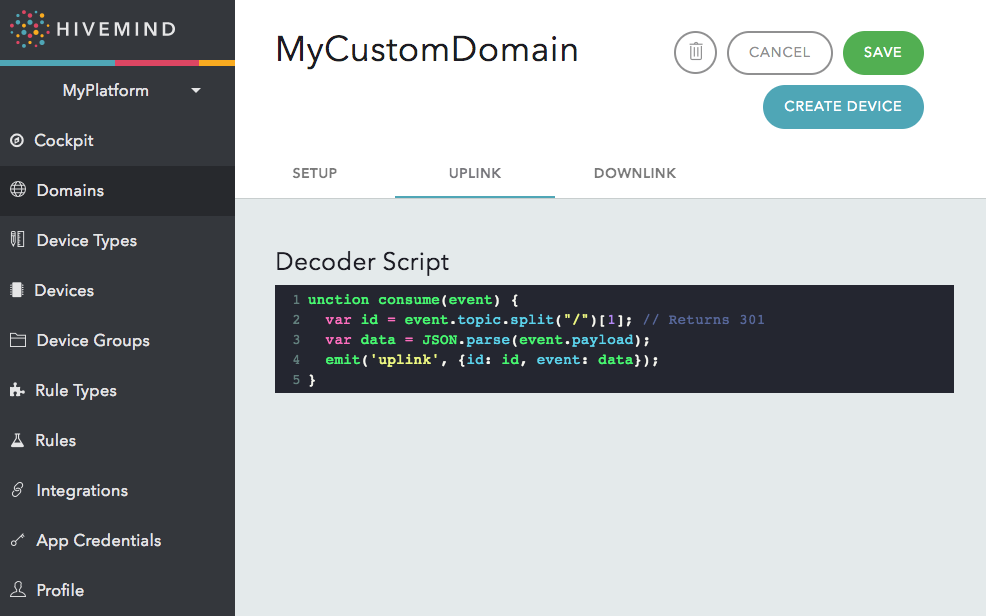 HIVEMIND
MyPlatform
Cockpit
Domains
Device Types
Devices
Device Groups
Rule Types
Rules
Integrations
App Credentials
Profile
MyCustomDomain
CANCEL
SAVE
CREATE DEVICE
SETUP
UPLINK
DOWNLINK
Decoder Script
1 unction consume(event) {
2 var id = event.topic.split("/")[1]; // Returns 301
3 var data = JSON.parse(event.payload);
4 emit('uplink', {id: id, event: data});
5 }